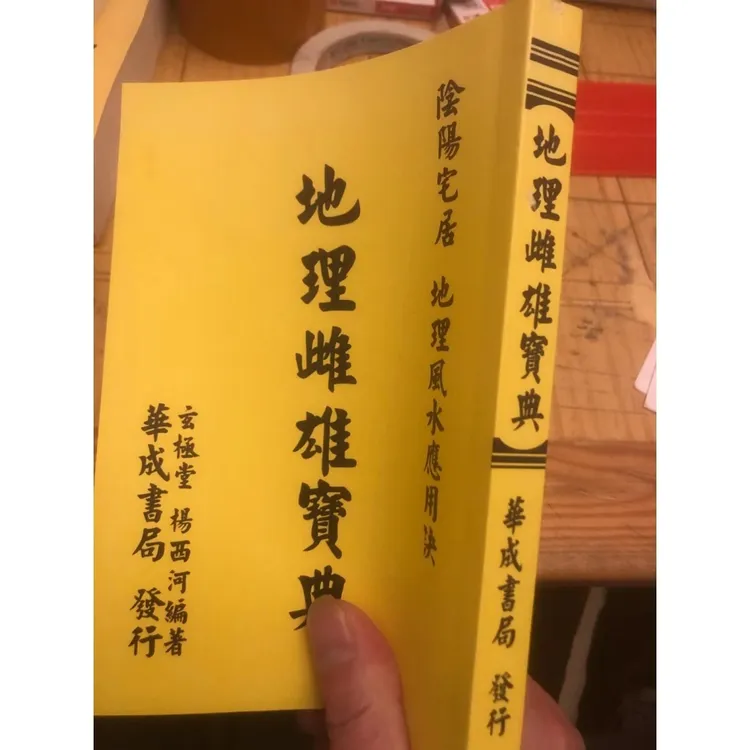 陰陽宅居 地理風水應用決
地理雌雄寶典
玄極堂 楊西河編著
華成書局 發行
地理雌雄寶典
華成書局 發行